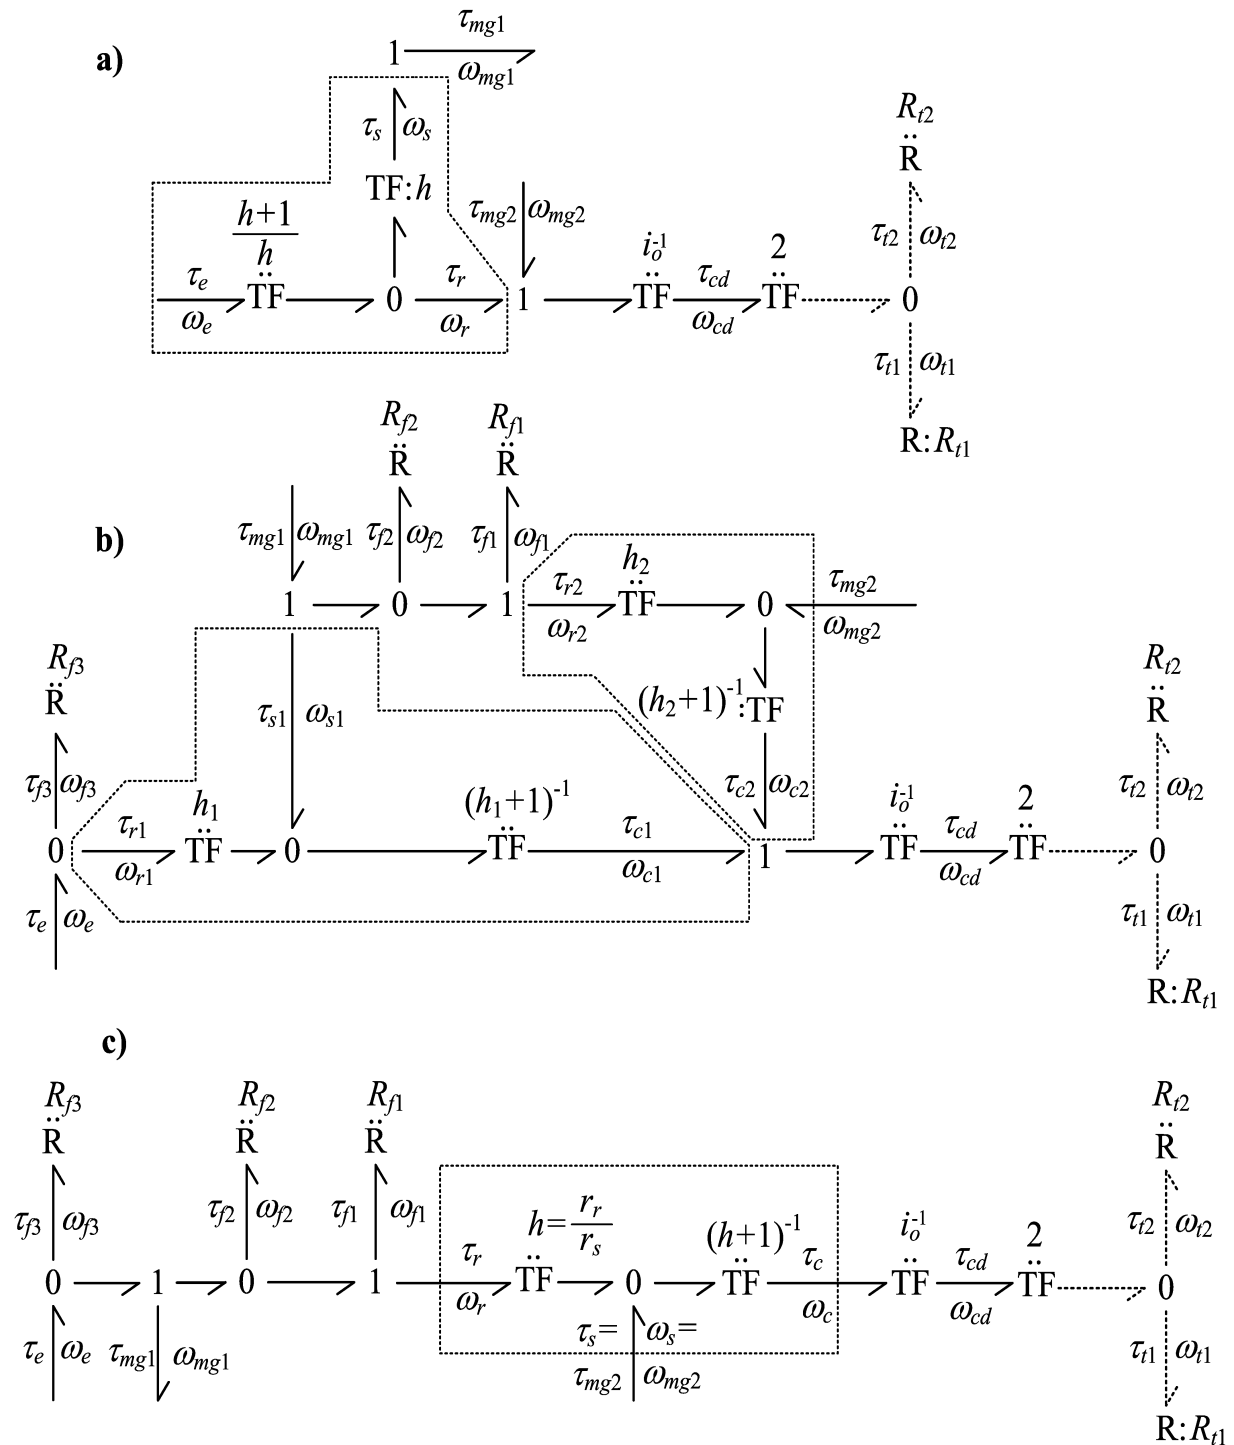 a)
1 τmg1 ωmg1
τs ωs
TF:h
h+1
h
τe ωe TF 0 τr ωr 1
τmg2 ωmg2
io-1
TF τcd ωcd
2
TF 0
Rt2
R
τt2 ωt2
τt1 ωt1
R:Rt1
b)
Rf2 Rf1
R R
τmg1 ωmg1 τf2 ωf2 τf1 ωf1
1 0 1 τr2 ωr2
h2
TF 0 τmg2 ωmg2
(h2+1)-1:TF
τc2 ωc2
Rf3
R
τf3 ωf3
τs1 ωs1
0 τr1 ωr1
h1
TF 0
(h1+1)-1
TF τc1 ωc1 1
τe ωe
io-1
TF τcd ωcd
2
TF 0
Rt2
R
τt2 ωt2
τt1 ωt1
R:Rt1
c)
Rf3 Rf2 Rf1
R R R
τf3 ωf3 τf2 ωf2 τf1 ωf1
0 1 0 1 τr ωr
h=rr
rs
TF 0
(h+1)-1
TF τc ωc
τs= ωs=
τmg2 ωmg2
τe ωe τmg1 ωmg1
io-1
TF τcd ωcd
2
TF 0
Rt2
R
τt2 ωt2
τt1 ωt1
R:Rt1